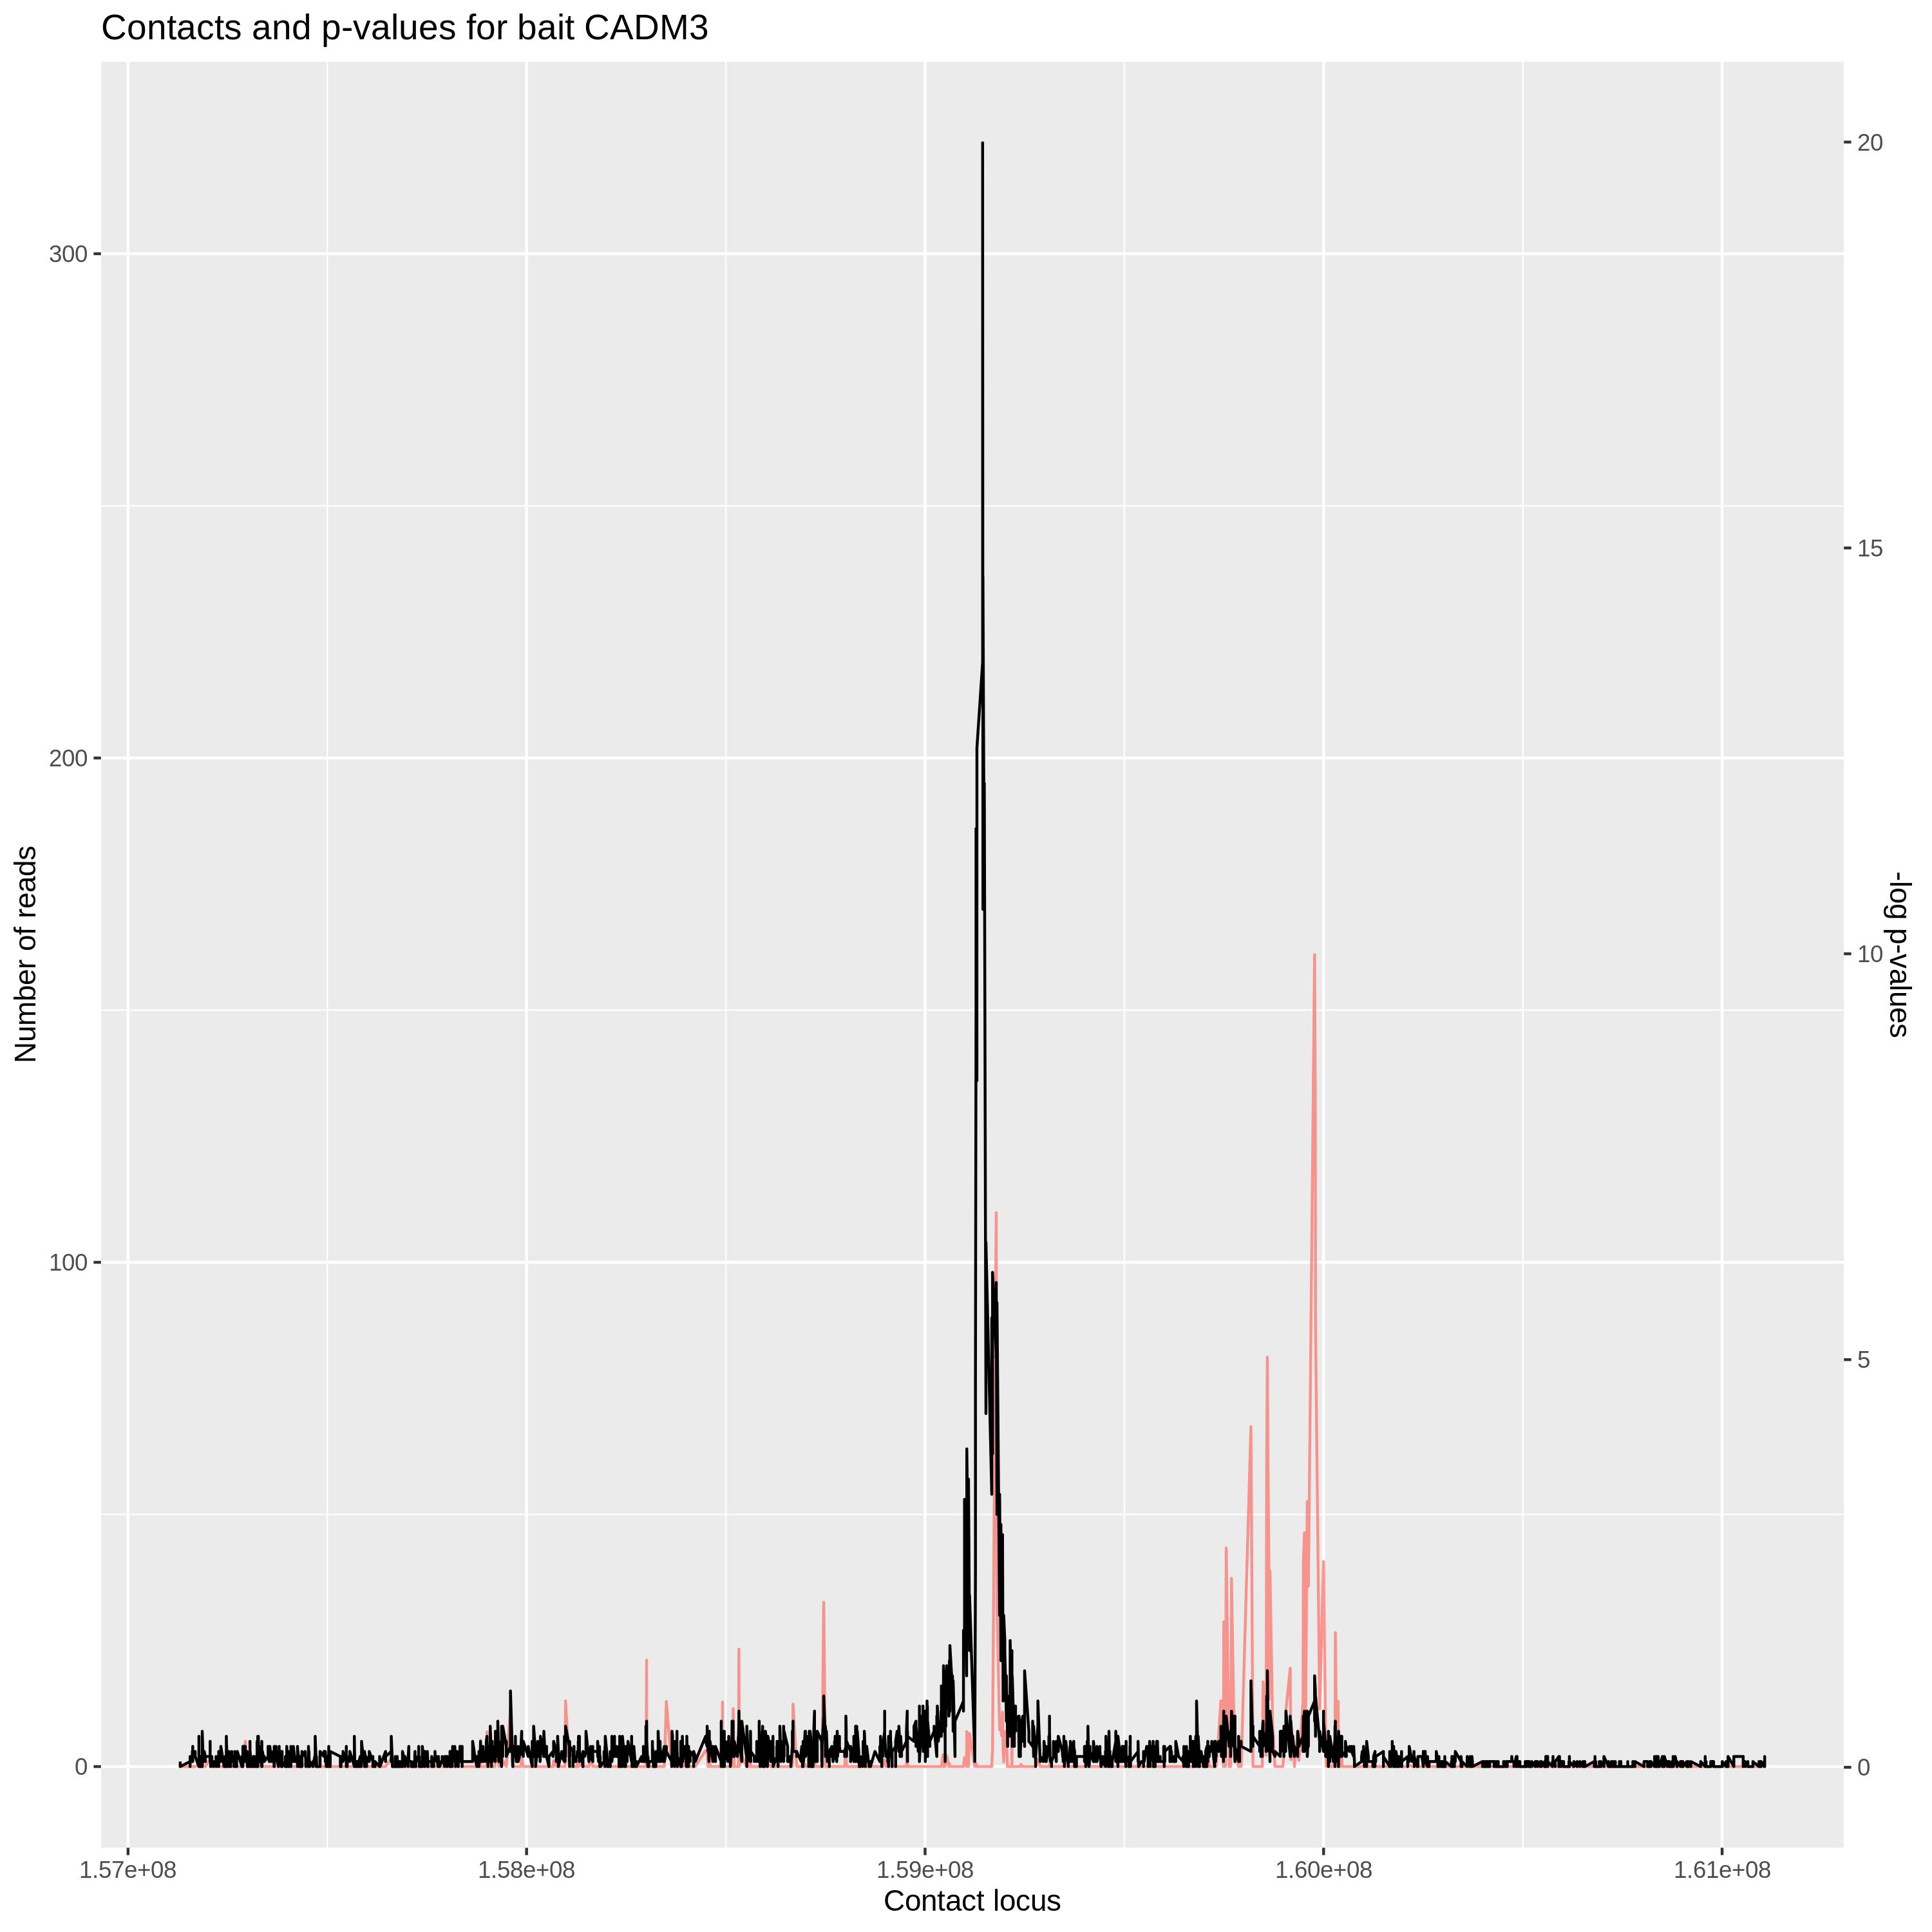 Contacts and p-values for bait CADM3
300
200
100
0
Number of reads
20
15
10
5
0
-log p-values
1.57e+08 1.58e+08 1.59e+08 1.60e+08 1.61e+08
Contact locus